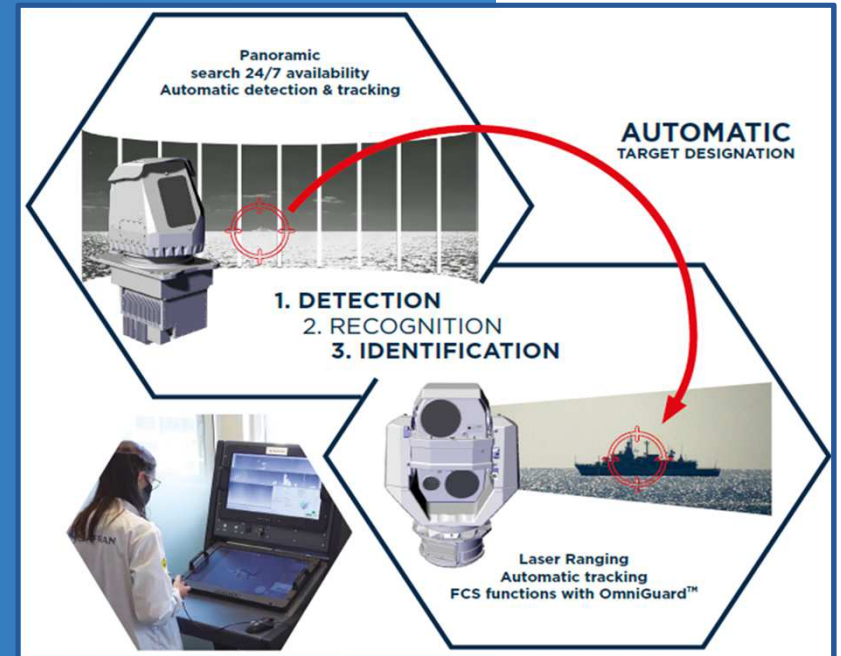 Panoramic
search 24/7 availability
Automatic detection & tracking
AUTOMATIC
TARGET DESIGNATION
1. DETECTION
2. RECOGNITION
3. IDENTIFICATION
Laser Ranging
Automatic tracking
FCS functions with OmniGuard™